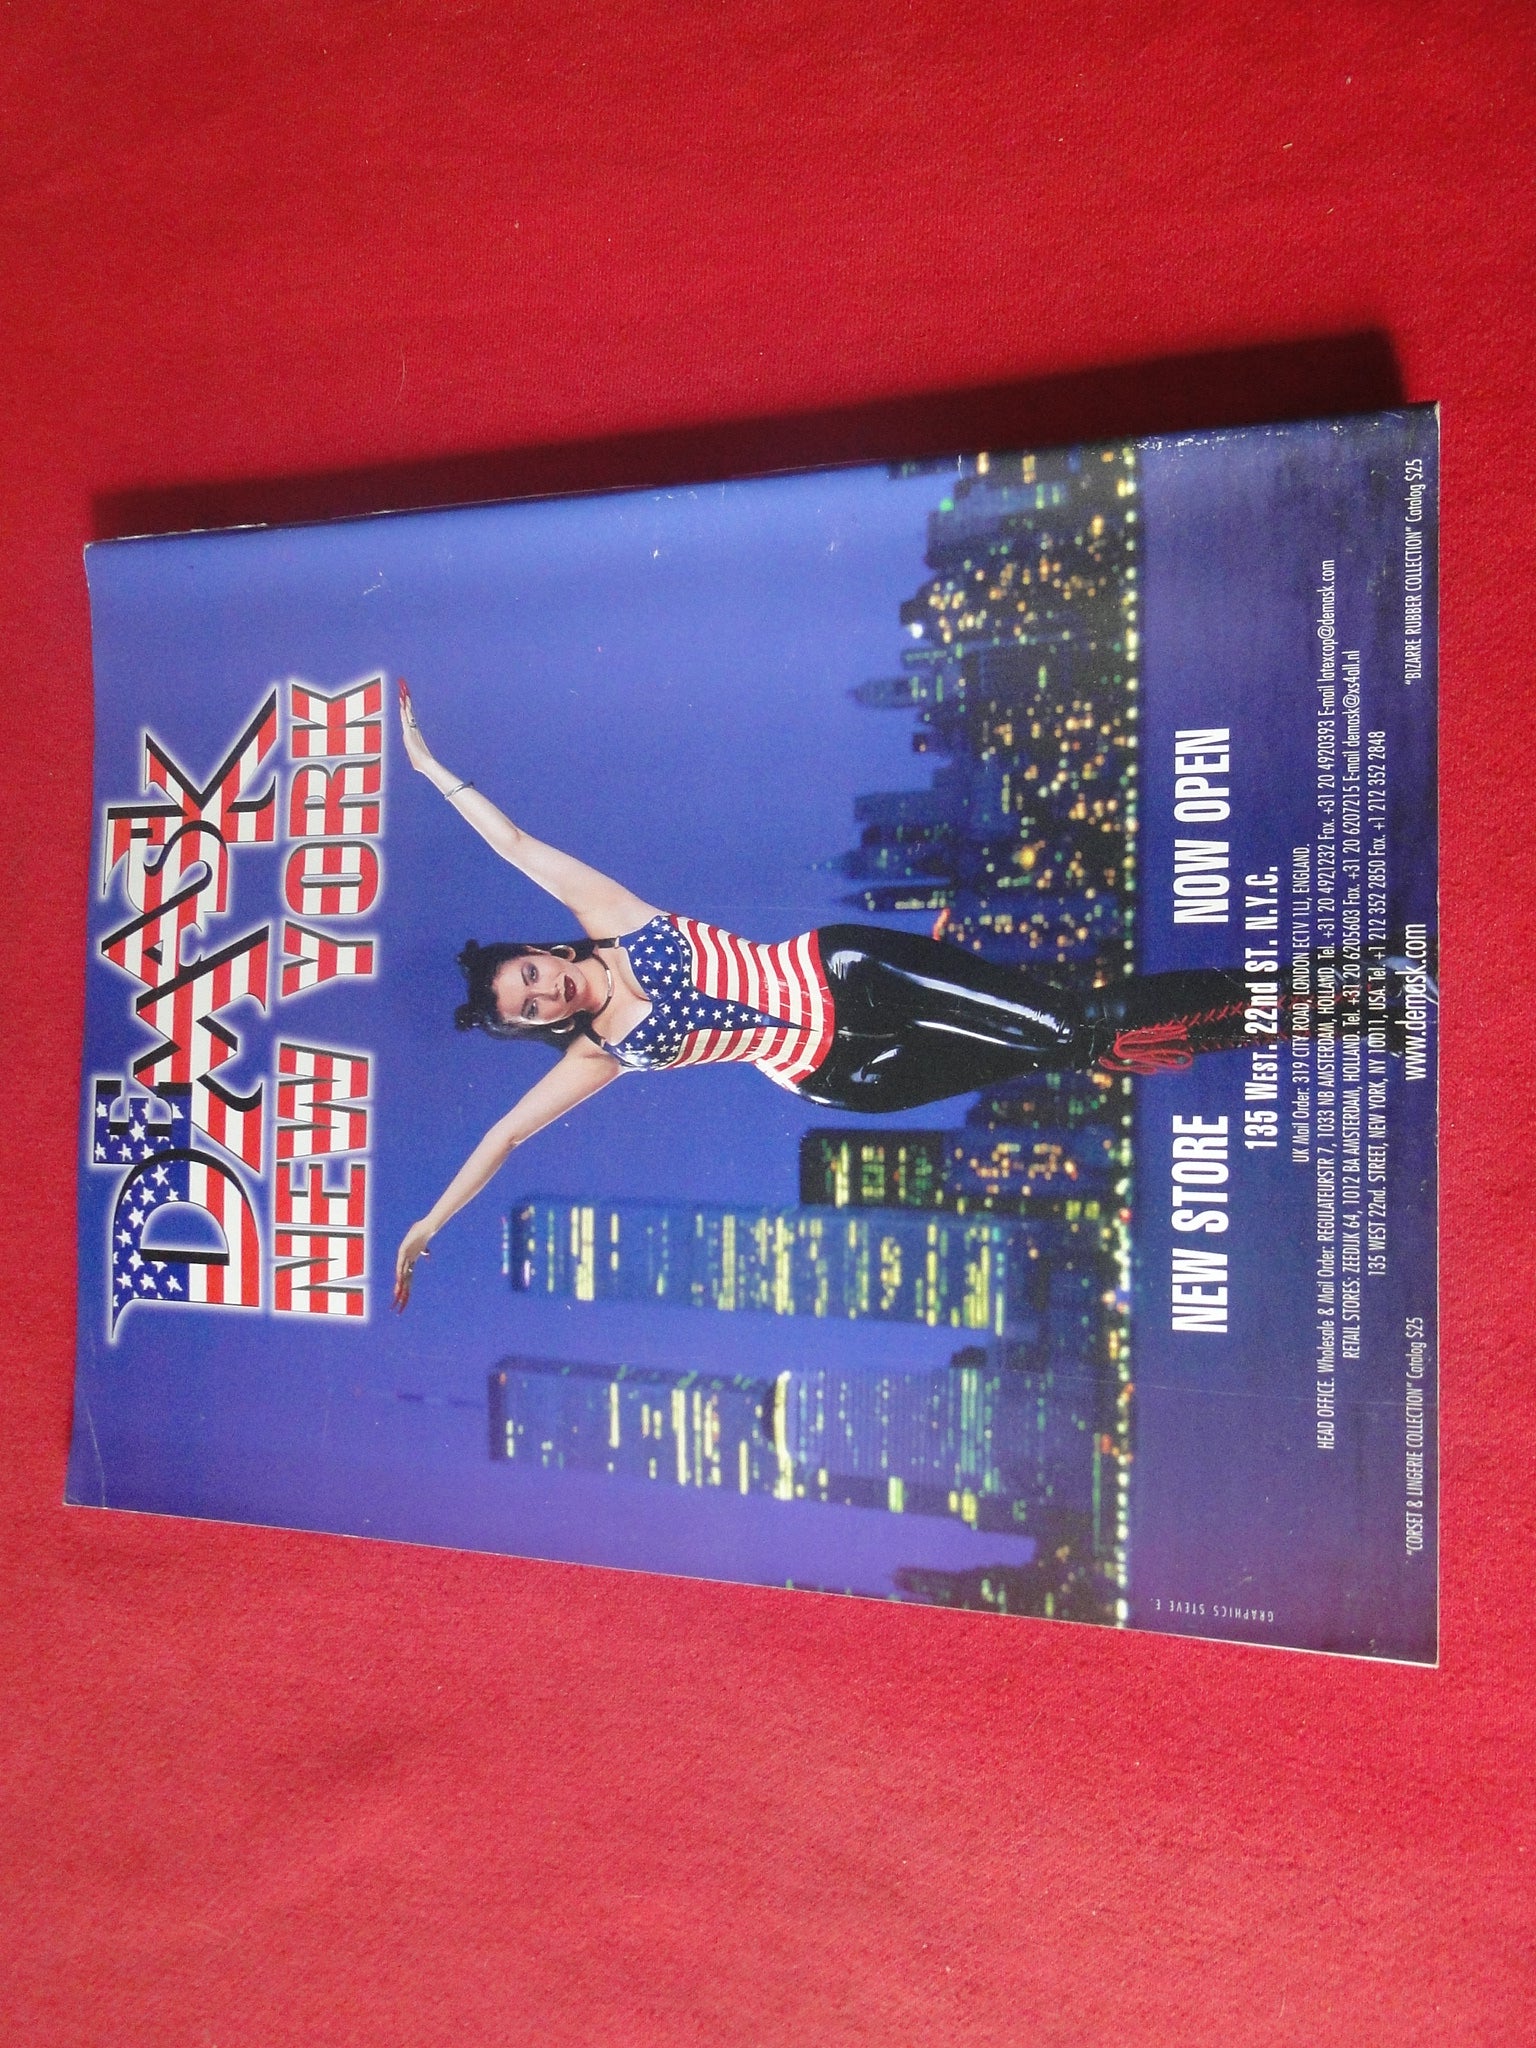 DEMASK
DEMASK
NEW YORK
NEW STORE NOW OPEN
135 WEST. 22nd ST. N.Y.C.
UK Mail Order: 319 CITY ROAD, LONDON EC1V 1LJ, ENGLAND.
HEAD OFFICE. Wholesale & Mail Order: REGULATEURSTR 7, 1033 NB AMSTERDAM, HOLLAND. Tel. +31 20 4921232 Fax. +31 20 4920393 E-mail latexcop@demask.com
RETAIL STORES: ZEEDIJK 64, 1012 BA AMSTERDAM, HOLLAND. Tel. +31 20 6205603 Fax. +31 20 6207215 E-mail demask@xs4all.nl
135 WEST 22nd. STREET, NEW YORK, NY 10011, USA. Tel. +1 212 352 2850 Fax. +1 212 352 2848
"CORSET & LINGERIE COLLECTION" Catalog $25 www.demask.com "BIZARRE RUBBER COLLECTION" Catalog $25
GRAPHICS STEVE E.